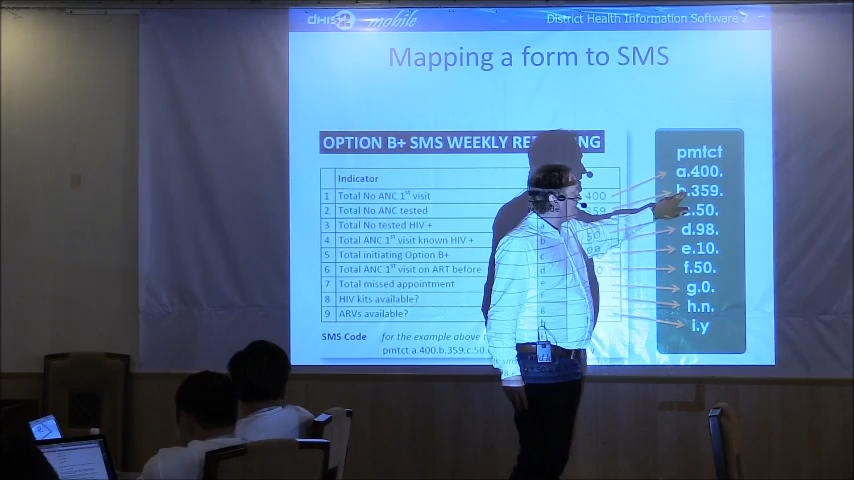 dhis2 mobile
District Health Information Software 2
Mapping a form to SMS
OPTION B+ SMS WEEKLY
Indicator
1 Total No ANC 1st visit 400
2 Total No ANC tested 359
3 Total No tested HIV +
4 Total ANC 1st visit known HIV +
5 Total initiating Option B+
6 Total ANC 1st visit on ART before
7 Total missed appointment
8 HIV kits available?
9 ARVs available?
SMS Code for the example above
pmtct a.400.b.359.c.50.
pmtct
a.400.
b.359.
.50.
d.98.
e.10.
f.50.
g.0.
h.n.
i.y